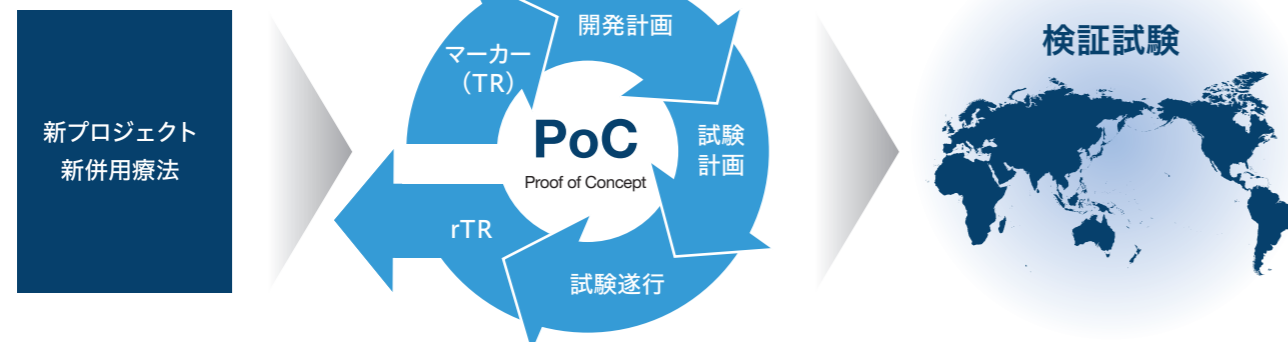 新プロジェクト
新併用療法
マーカー
（TR）
開発計画
試験
計画
試験遂行
rTR
PoC
Proof of Concept
検証試験